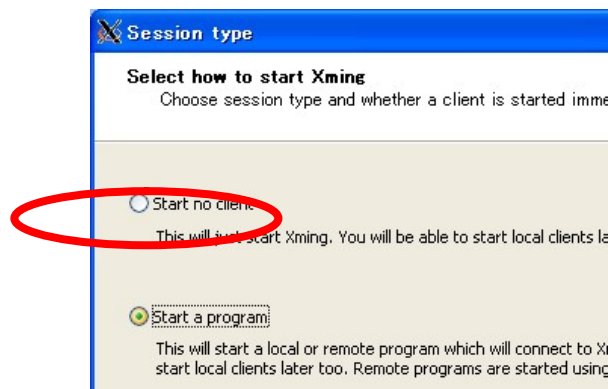 Session type
Select how to start Xming
Choose session type and whether a client is started
Start no client
This will just start Xming. You will be able to start local clients
Start a program
This will start a local or remote program which will connect to
start local clients later too. Remote programs are started using